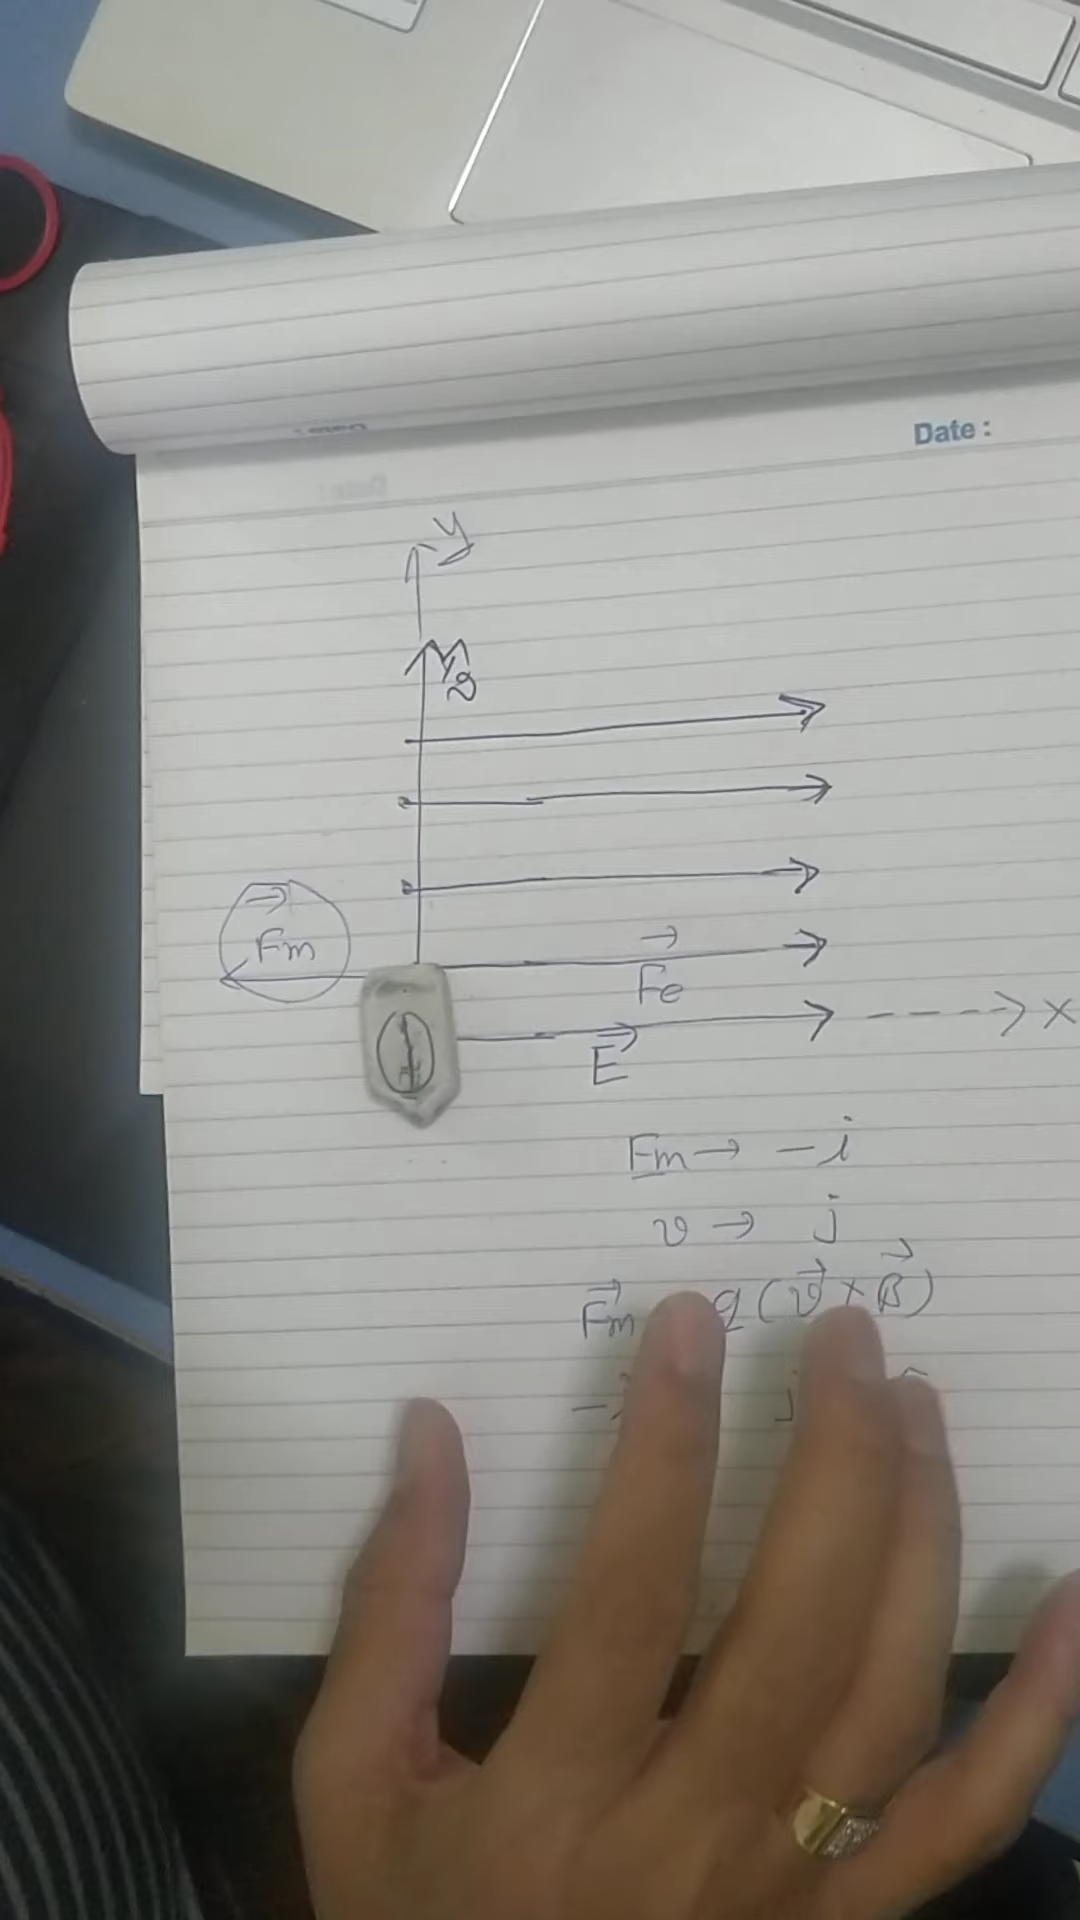 Date :
y
v
Fm
Fe
E
x
Fm → -i
v → j
Fm q ( v × B )
- j